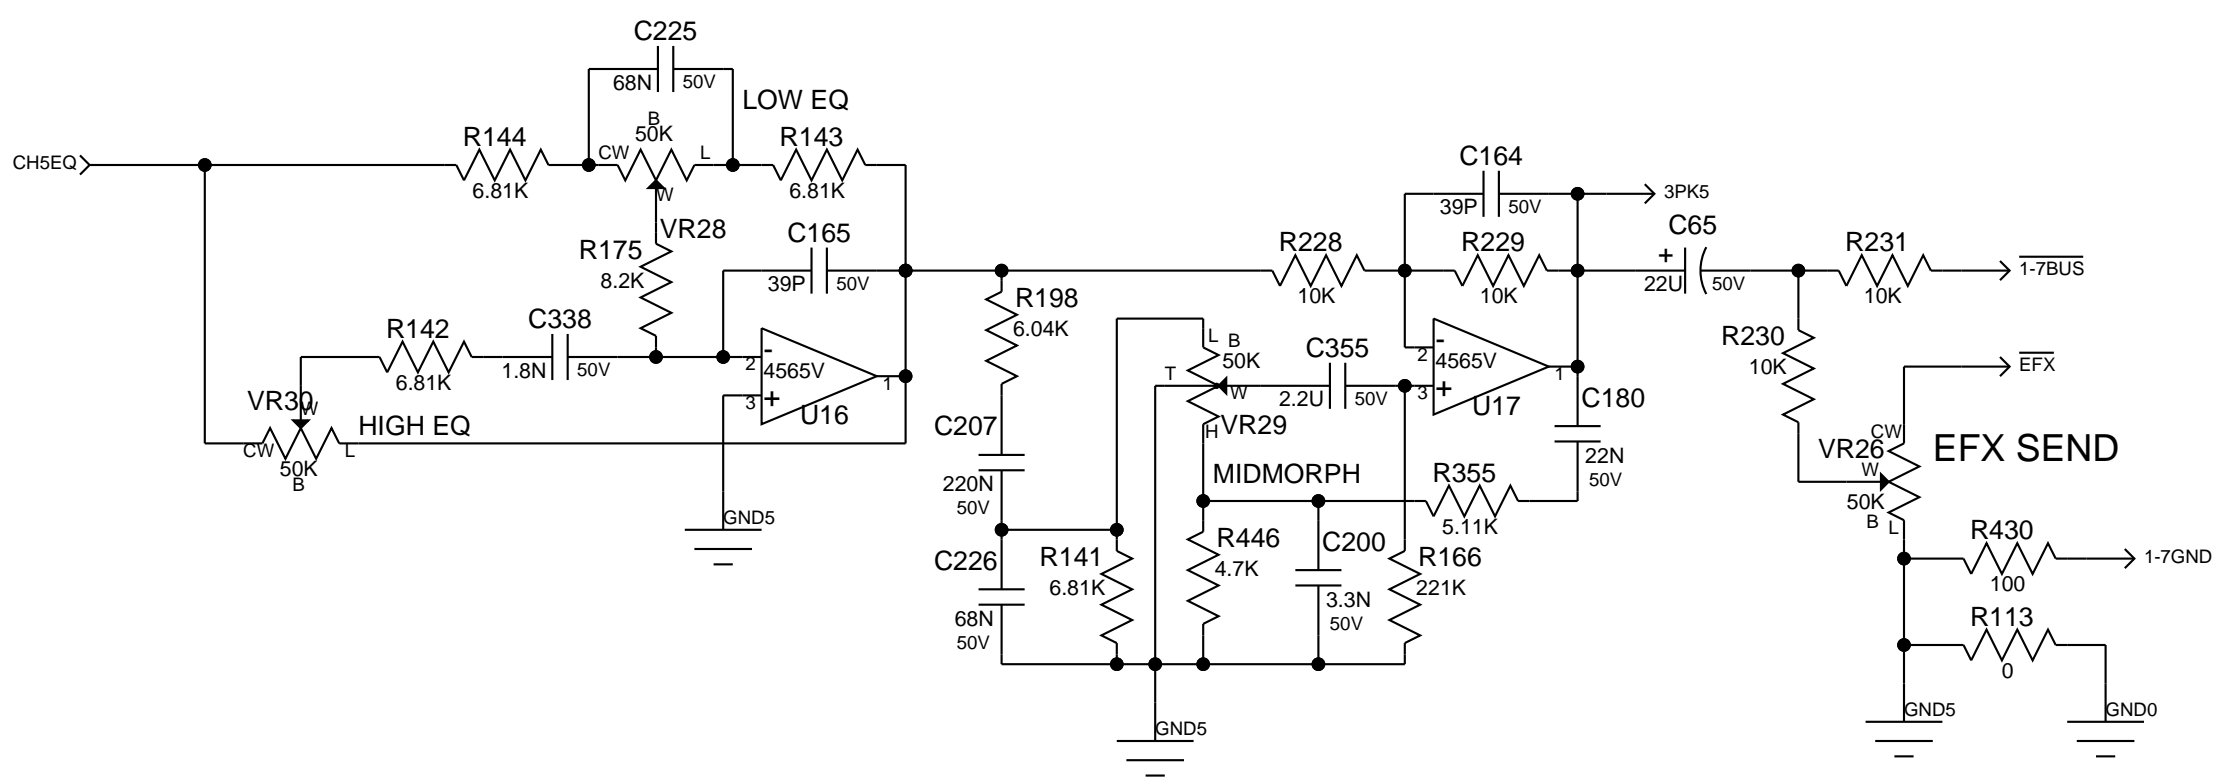 C225
68N
50V
LOW EQ
B
50K
CW
L
W
VR28
R144
6.81K
R143
6.81K
CH5EQ
R175
8.2K
C165
39P
50V
R142
6.81K
C338
1.8N
50V
2
-
4565V
3
+
1
U16
VR30
W
HIGH EQ
CW
50K
L
B
GND5
R198
6.04K
C207
220N
50V
C226
68N
50V
R141
6.81K
L
B
50K
T
W
VR29
H
C355
2.2U
50V
MIDMORPH
R446
4.7K
C200
3.3N
50V
R166
221K
R355
5.11K
GND5
R228
10K
C164
39P
50V
R229
10K
2
-
4565V
3
+
1
U17
3PK5
C180
22N
50V
C65
+
22U
50V
R231
10K
1-7BUS
R230
10K
EFX
CW
VR26
W
50K
B
L
EFX SEND
R430
100
1-7GND
R113
0
GND5
GND0